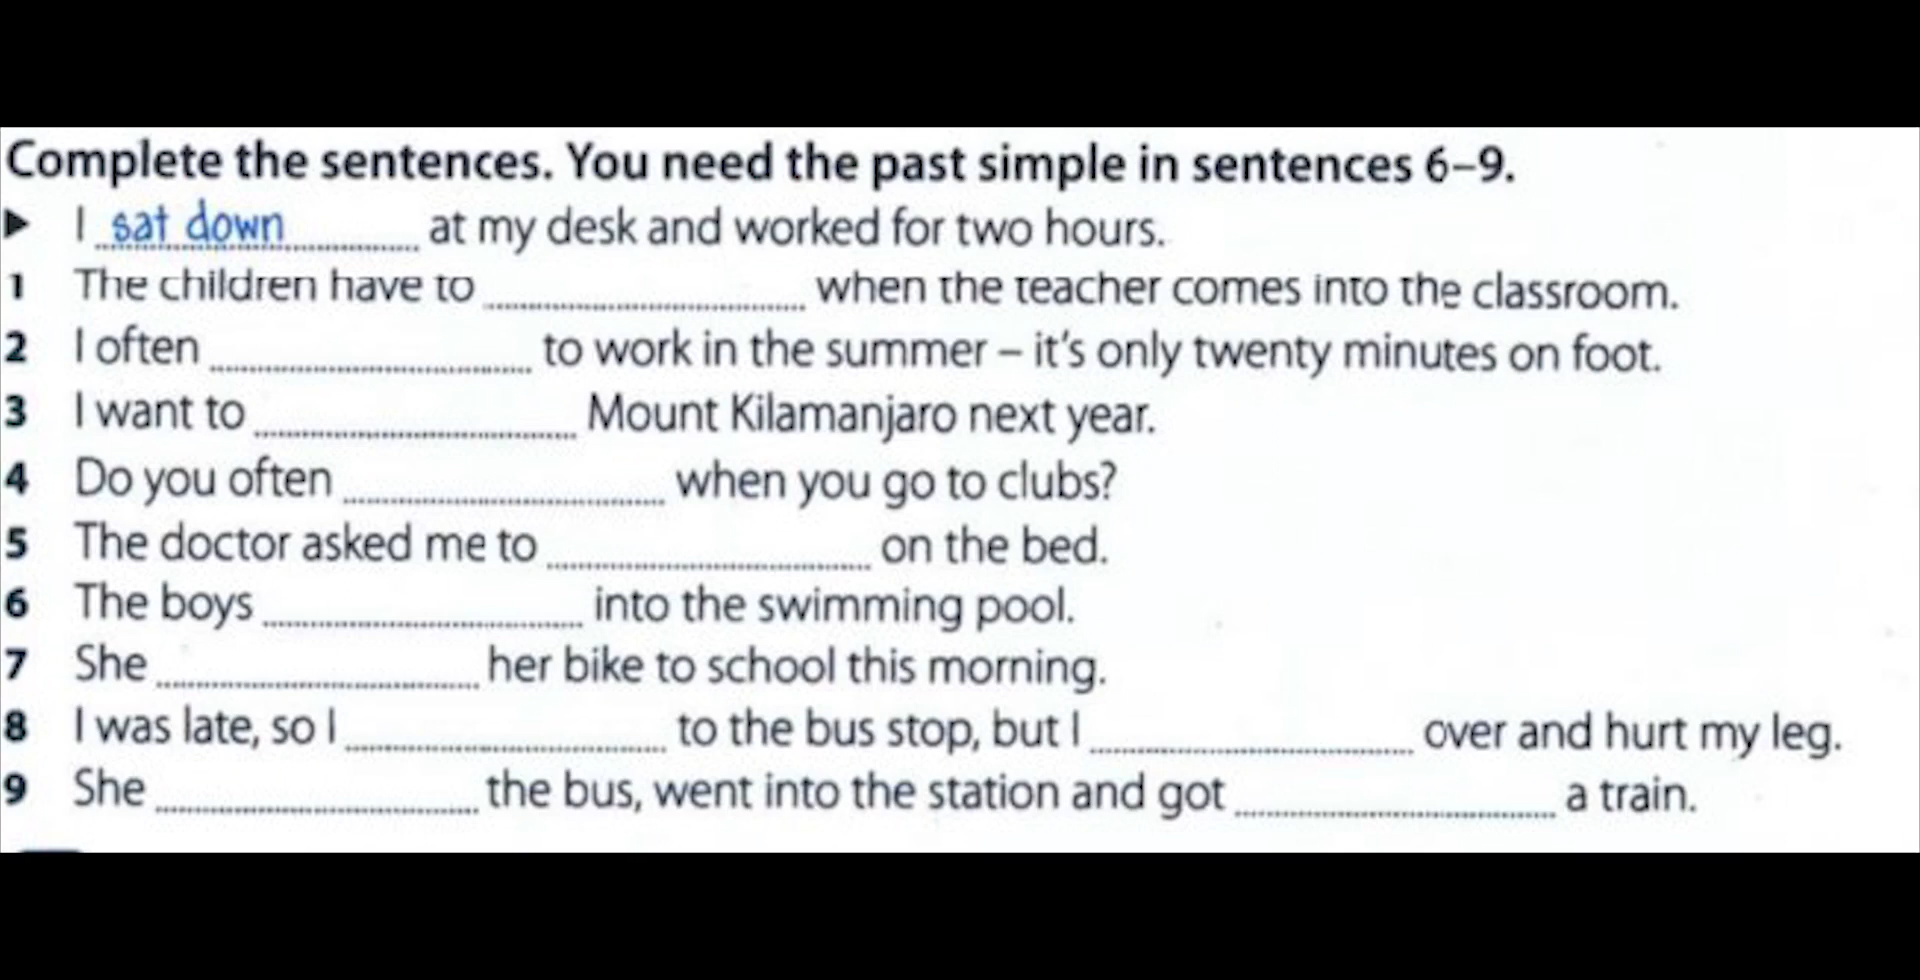 Complete the sentences. You need the past simple in sentences 6–9.
▶ I sat down at my desk and worked for two hours.
1 The children have to ............ when the teacher comes into the classroom.
2 I often ............ to work in the summer – it's only twenty minutes on foot.
3 I want to ............ Mount Kilamanjaro next year.
4 Do you often ............ when you go to clubs?
5 The doctor asked me to ............ on the bed.
6 The boys ............ into the swimming pool.
7 She ............ her bike to school this morning.
8 I was late, so I ............ to the bus stop, but I ............ over and hurt my leg.
9 She ............ the bus, went into the station and got ............ a train.